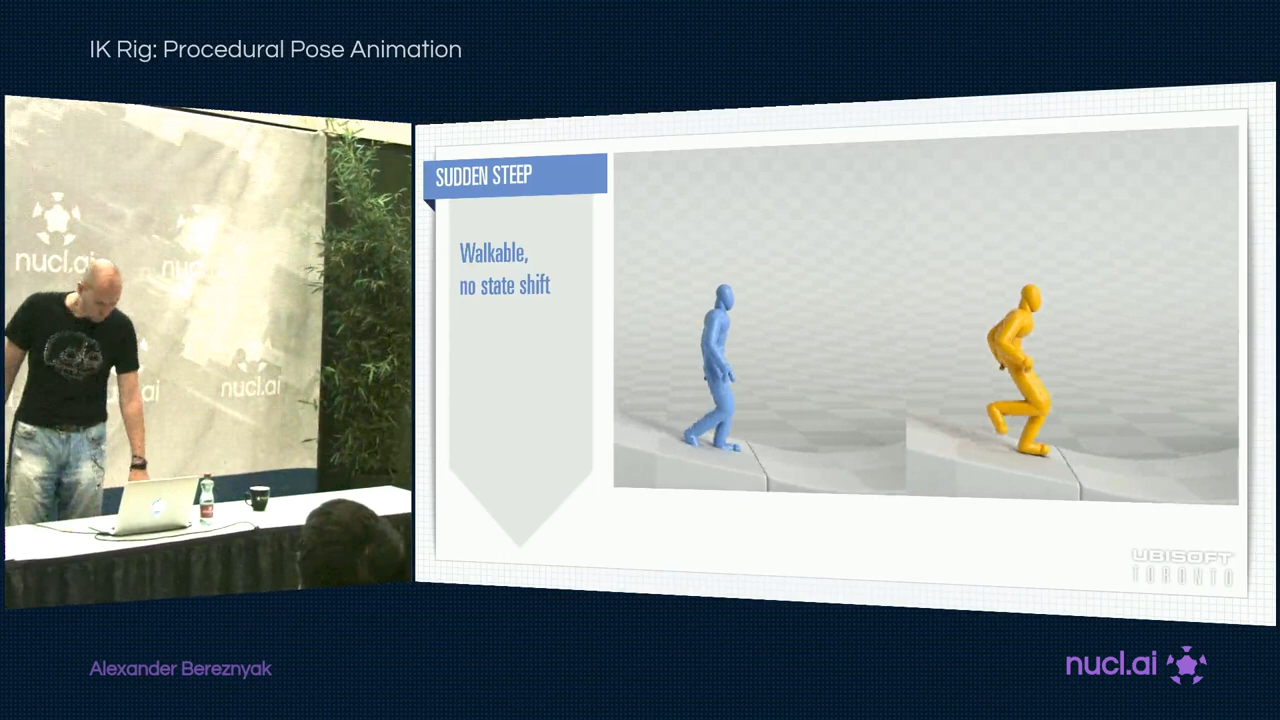 IK Rig: Procedural Pose Animation
nucl.ai
nucl
nucl.ai
ai
SUDDEN STEEP
Walkable,
no state shift
UBISOFT
TORONTO
Alexander Bereznyak
nucl.ai